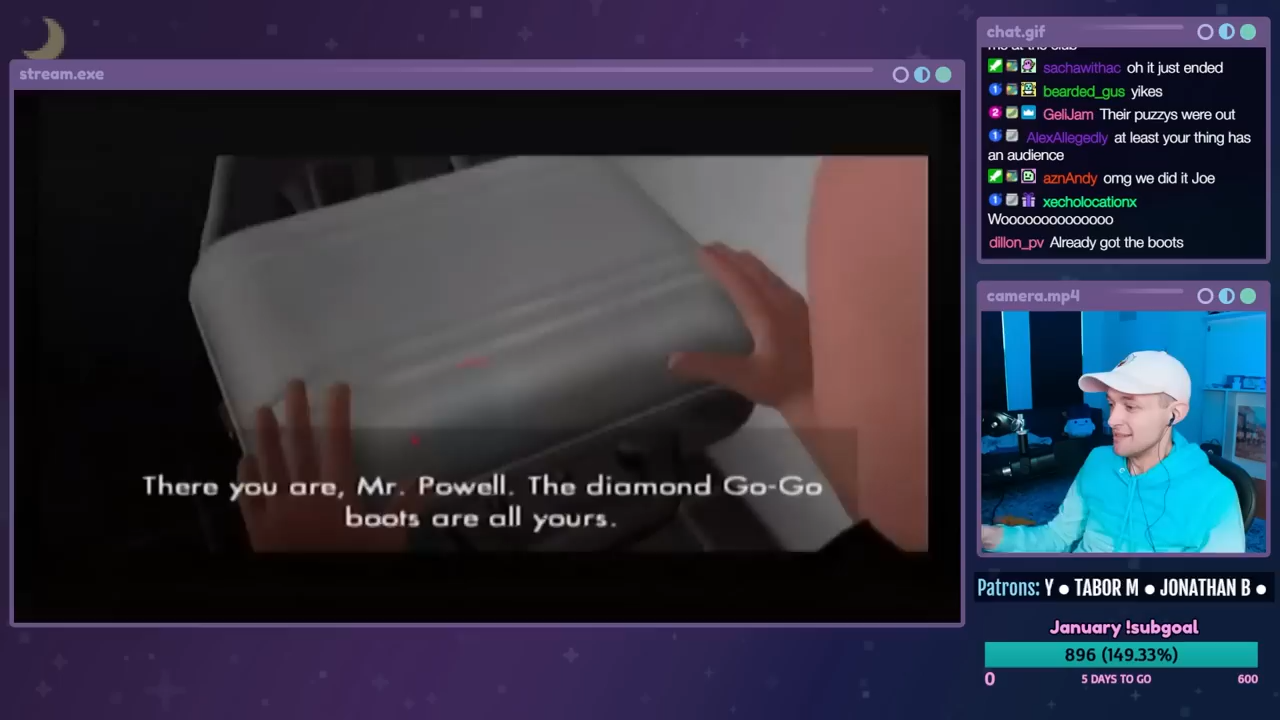 stream.exe
There you are, Mr. Powell. The diamond Go-Go
boots are all yours.
chat.gif
sachawithac oh it just ended
bearded_gus yikes
GeliJam Their puzzys were out
AlexAllegedly at least your thing has
an audience
aznAndy omg we did it Joe
xecholocationx
Woooooooooooooo
dillon_pv Already got the boots
camera.mp4
Patrons: Y ● TABOR M ● JONATHAN B ●
January !subgoal
896 (149.33%)
0 5 DAYS TO GO 600